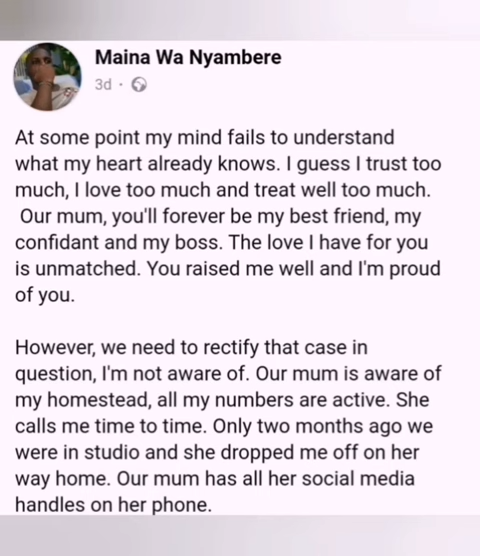 Maina Wa Nyambere
3d ·
At some point my mind fails to understand
what my heart already knows. I guess I trust too
much, I love too much and treat well too much.
Our mum, you'll forever be my best friend, my
confidant and my boss. The love I have for you
is unmatched. You raised me well and I'm proud
of you.
However, we need to rectify that case in
question, I'm not aware of. Our mum is aware of
my homestead, all my numbers are active. She
calls me time to time. Only two months ago we
were in studio and she dropped me off on her
way home. Our mum has all her social media
handles on her phone.